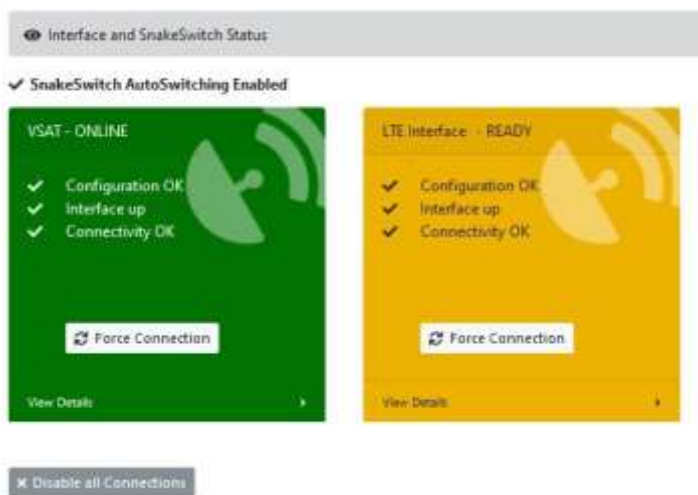 Interface and SnakeSwitch Status
SnakeSwitch AutoSwitching Enabled
VSAT - ONLINE
Configuration OK
Interface up
Connectivity OK
Force Connection
View Details
LTE Interface - READY
Configuration OK
Interface up
Connectivity OK
Force Connection
View Details
Disable all Connections